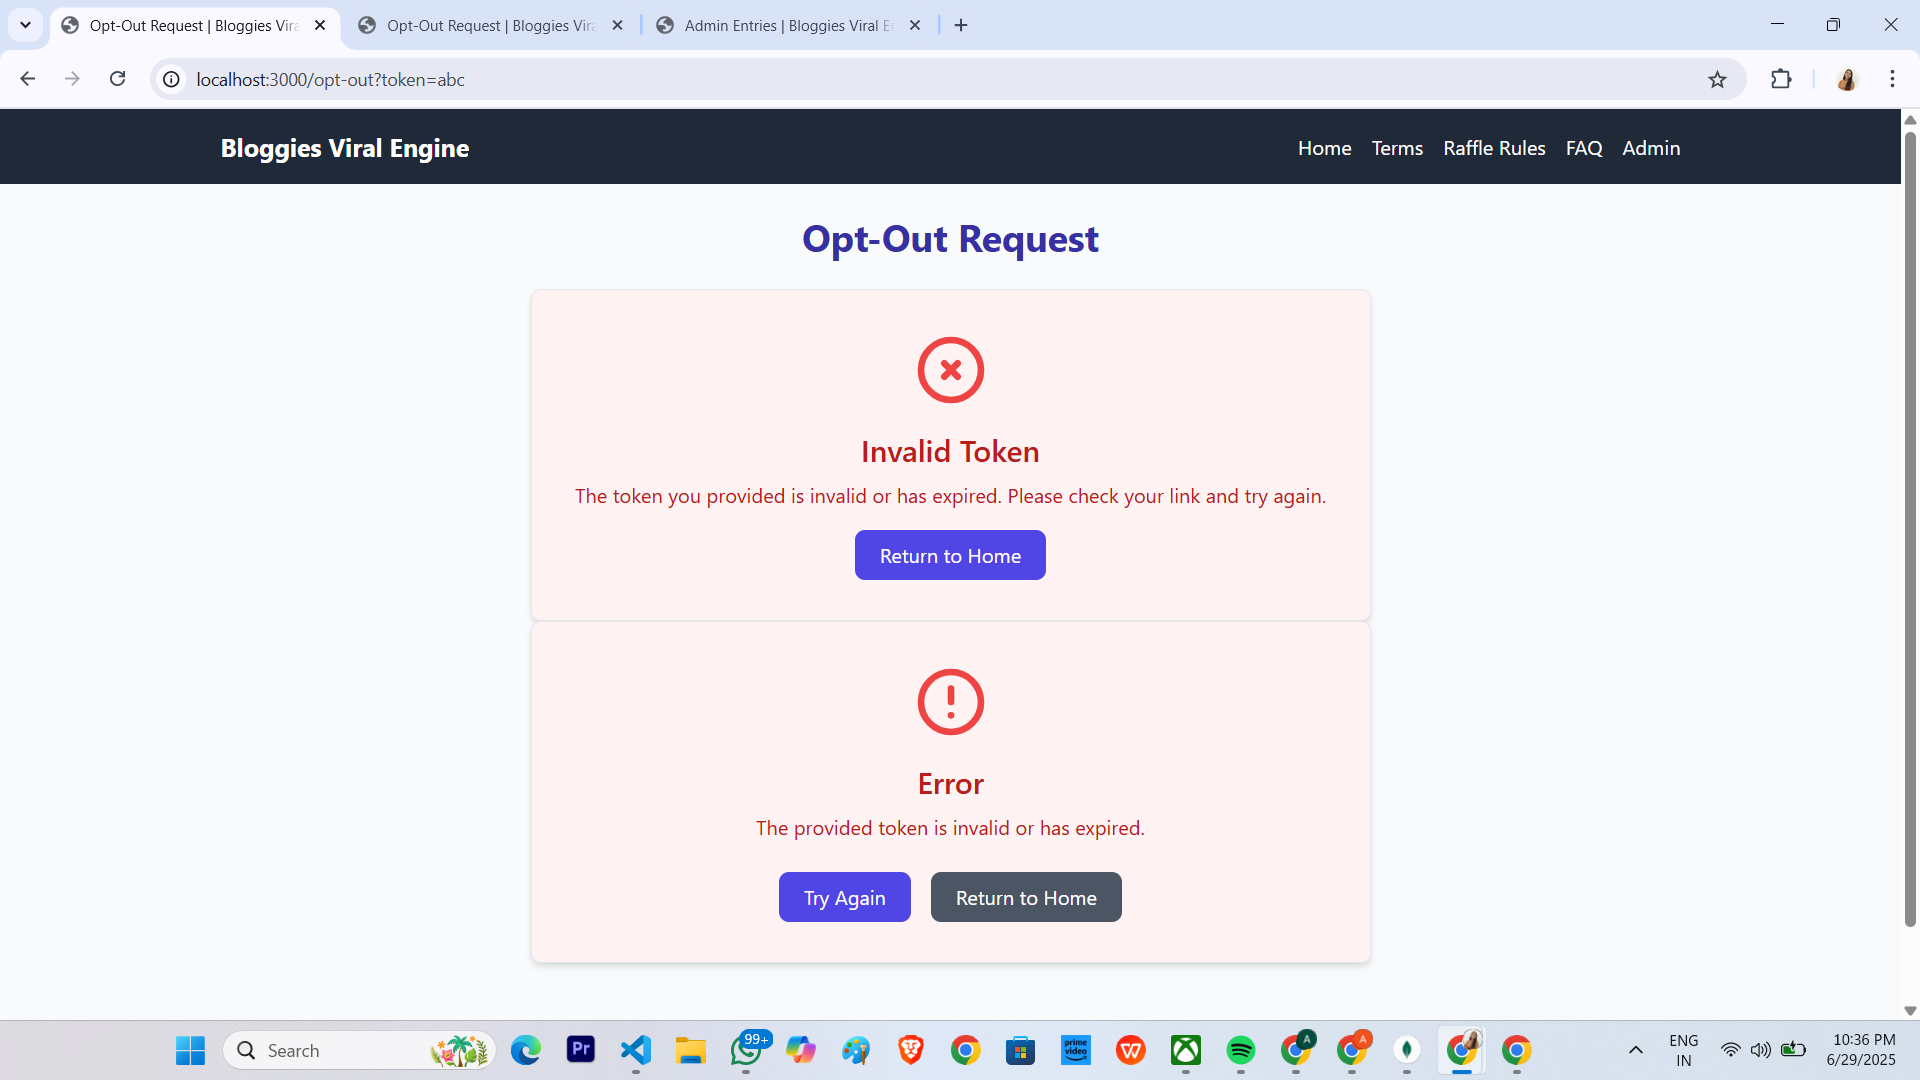 Opt-Out Request | Bloggies Vira
Opt-Out Request | Bloggies Vira
Admin Entries | Bloggies Viral E
localhost:3000/opt-out?token=abc
Bloggies Viral Engine
Home
Terms
Raffle Rules
FAQ
Admin
Opt-Out Request
Invalid Token
The token you provided is invalid or has expired. Please check your link and try again.
Return to Home
Error
The provided token is invalid or has expired.
Try Again
Return to Home
Search
Pr
99+
prime
video
W
A
A
ENG
IN
10:36 PM
6/29/2025